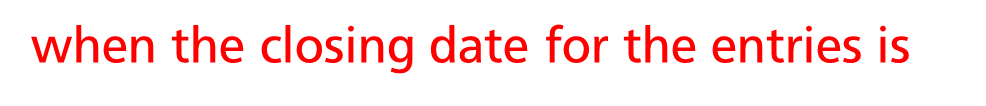 when the closing date for the entries is